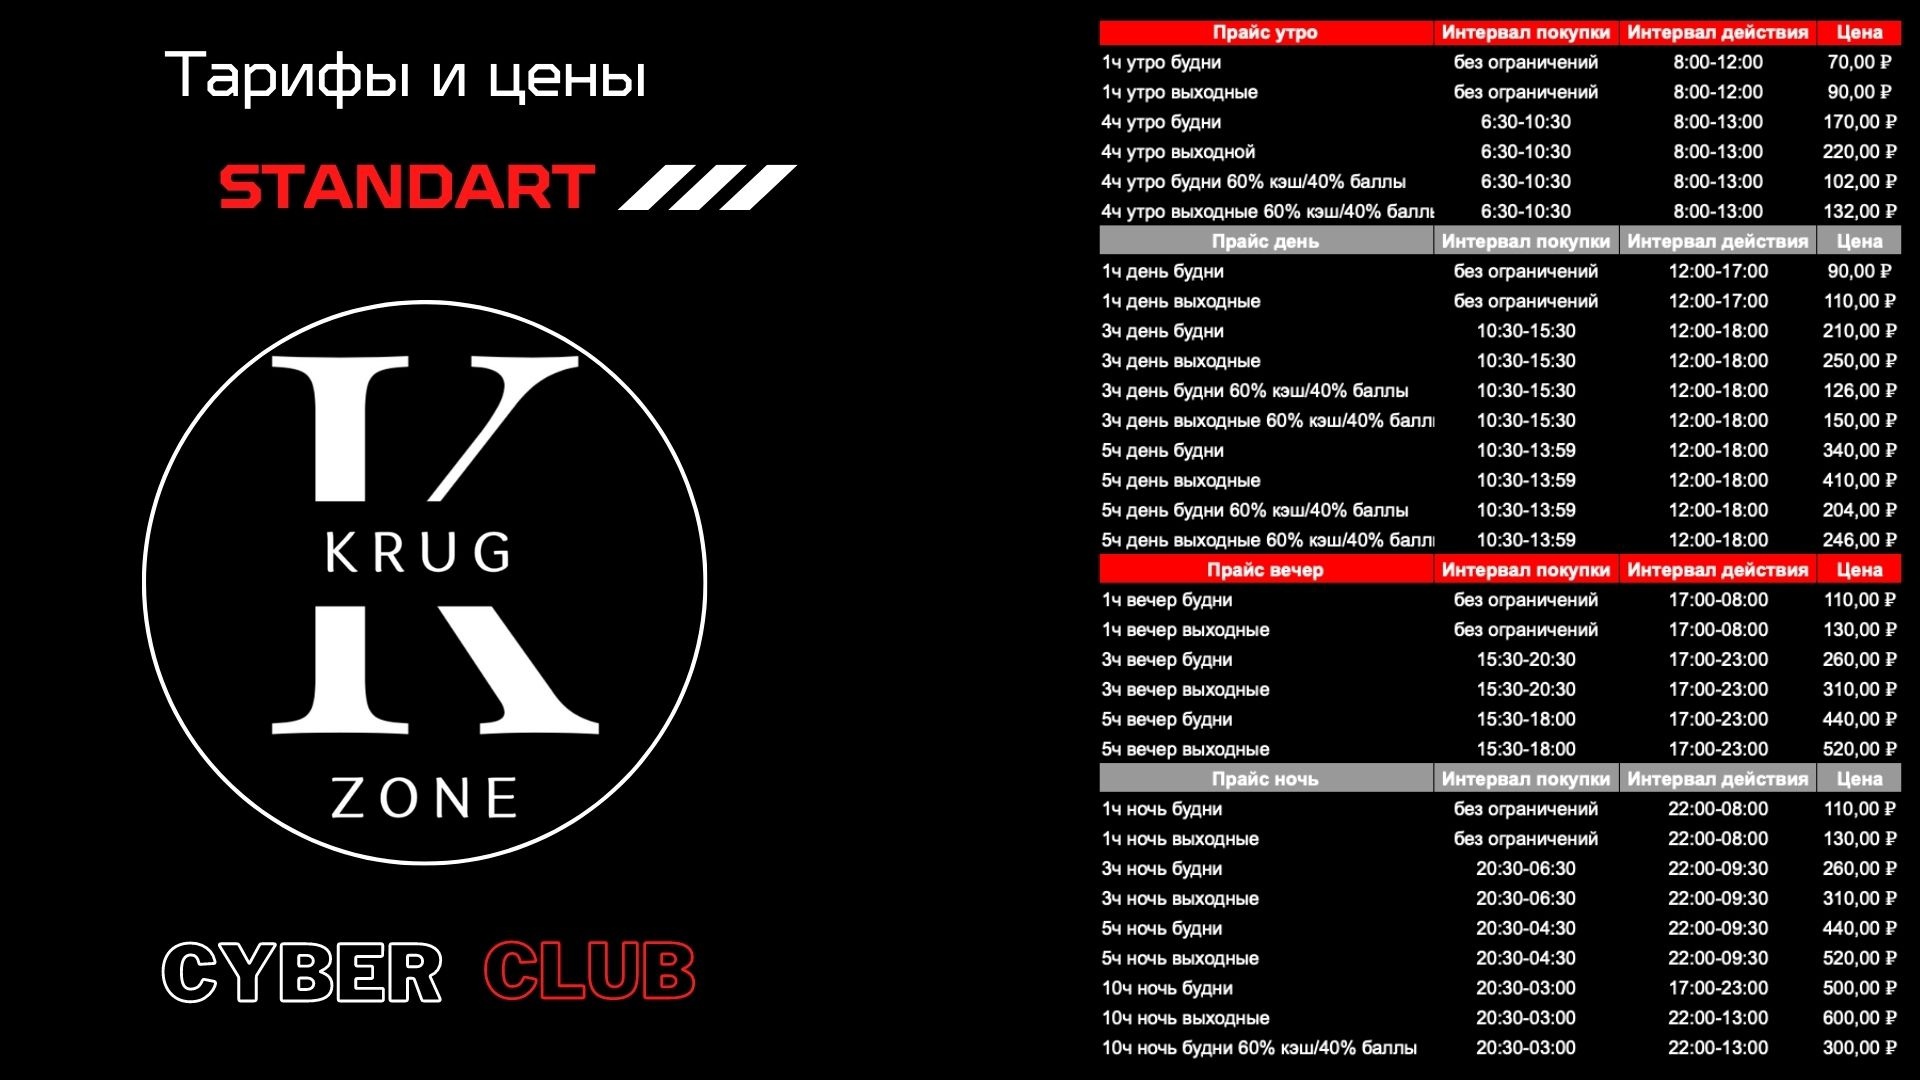 Тарифы и цены
STANDART
KRUG
ZONE
CYBER CLUB
Прайс утро Интервал покупки Интервал действия Цена
1ч утро будни без ограничений 8:00-12:00 70,00 ₽
1ч утро выходные без ограничений 8:00-12:00 90,00 ₽
4ч утро будни 6:30-10:30 8:00-13:00 170,00 ₽
4ч утро выходной 6:30-10:30 8:00-13:00 220,00 ₽
4ч утро будни 60% кэш/40% баллы 6:30-10:30 8:00-13:00 102,00 ₽
4ч утро выходные 60% кэш/40% баллы 6:30-10:30 8:00-13:00 132,00 ₽
Прайс день Интервал покупки Интервал действия Цена
1ч день будни без ограничений 12:00-17:00 90,00 ₽
1ч день выходные без ограничений 12:00-17:00 110,00 ₽
3ч день будни 10:30-15:30 12:00-18:00 210,00 ₽
3ч день выходные 10:30-15:30 12:00-18:00 250,00 ₽
3ч день будни 60% кэш/40% баллы 10:30-15:30 12:00-18:00 126,00 ₽
3ч день выходные 60% кэш/40% балл 10:30-15:30 12:00-18:00 150,00 ₽
5ч день будни 10:30-13:59 12:00-18:00 340,00 ₽
5ч день выходные 10:30-13:59 12:00-18:00 410,00 ₽
5ч день будни 60% кэш/40% баллы 10:30-13:59 12:00-18:00 204,00 ₽
5ч день выходные 60% кэш/40% балл 10:30-13:59 12:00-18:00 246,00 ₽
Прайс вечер Интервал покупки Интервал действия Цена
1ч вечер будни без ограничений 17:00-08:00 110,00 ₽
1ч вечер выходные без ограничений 17:00-08:00 130,00 ₽
3ч вечер будни 15:30-20:30 17:00-23:00 260,00 ₽
3ч вечер выходные 15:30-20:30 17:00-23:00 310,00 ₽
5ч вечер будни 15:30-18:00 17:00-23:00 440,00 ₽
5ч вечер выходные 15:30-18:00 17:00-23:00 520,00 ₽
Прайс ночь Интервал покупки Интервал действия Цена
1ч ночь будни без ограничений 22:00-08:00 110,00 ₽
1ч ночь выходные без ограничений 22:00-08:00 130,00 ₽
3ч ночь будни 20:30-06:30 22:00-09:30 260,00 ₽
3ч ночь выходные 20:30-06:30 22:00-09:30 310,00 ₽
5ч ночь будни 20:30-04:30 22:00-09:30 440,00 ₽
5ч ночь выходные 20:30-04:30 22:00-09:30 520,00 ₽
10ч ночь будни 20:30-03:00 17:00-23:00 500,00 ₽
10ч ночь выходные 20:30-03:00 22:00-13:00 600,00 ₽
10ч ночь будни 60% кэш/40% баллы 20:30-03:00 22:00-13:00 300,00 ₽